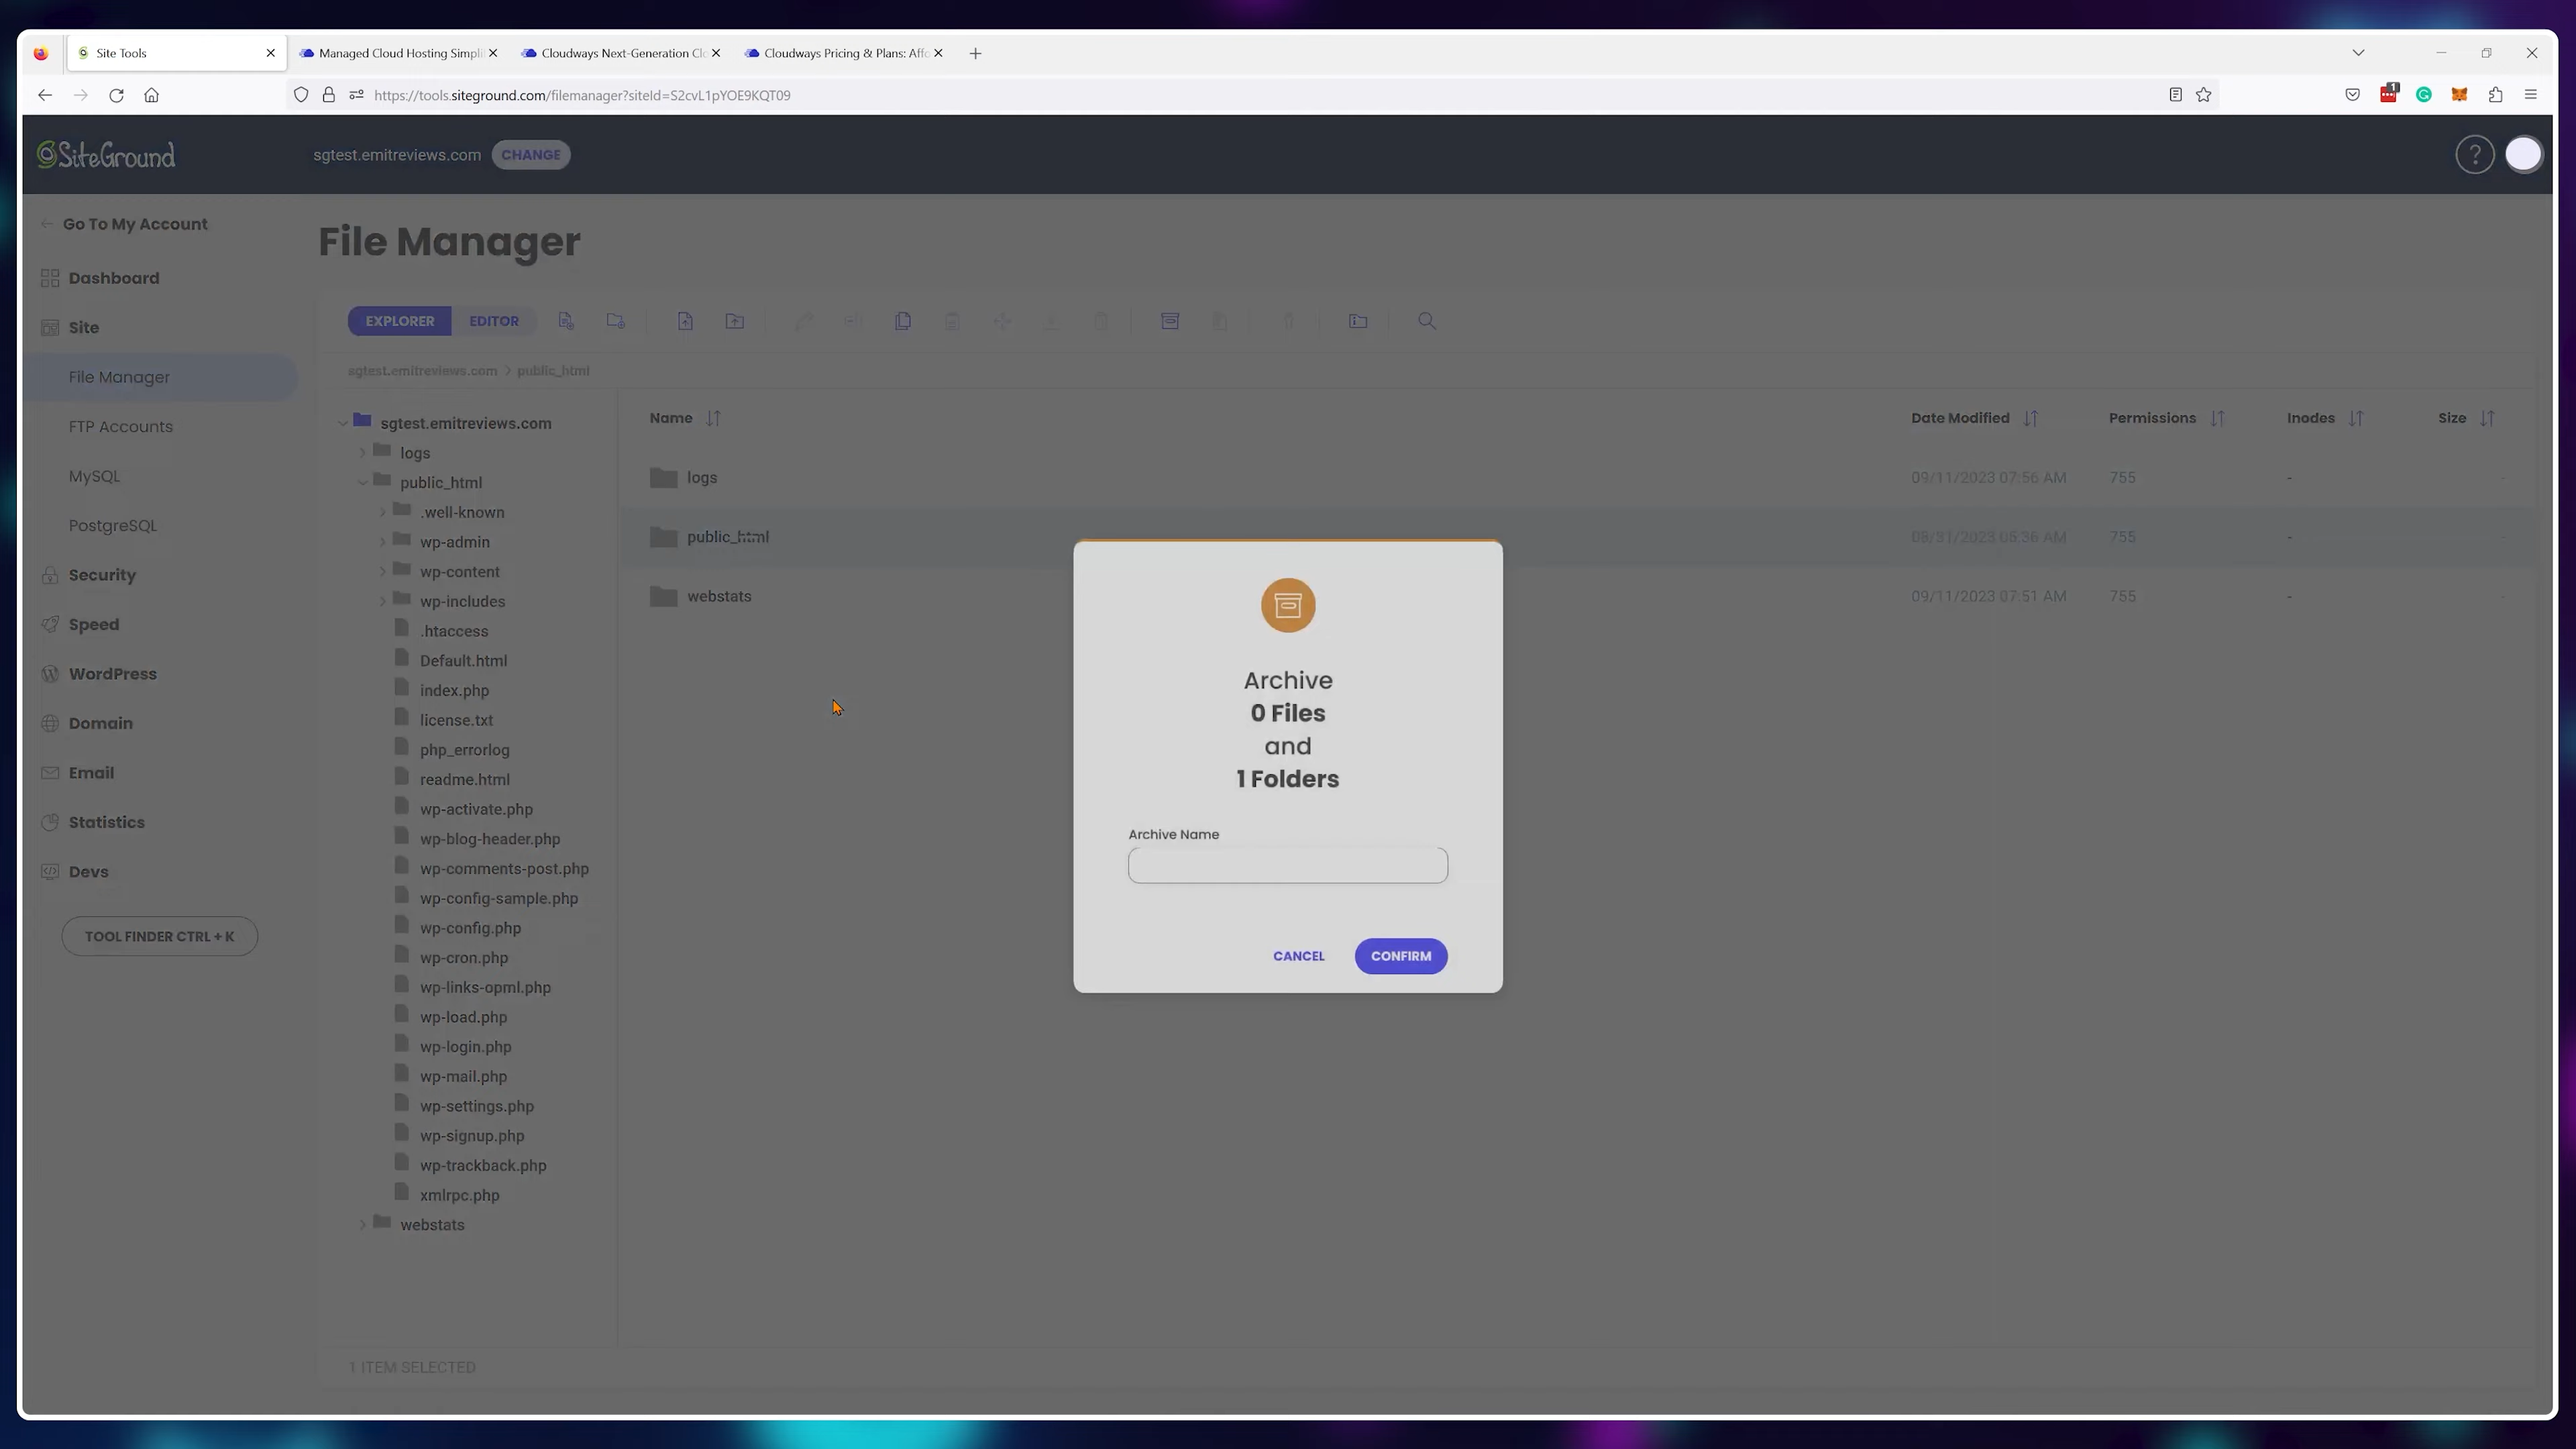 Site Tools
Managed Cloud Hosting Simpli
Cloudways Next-Generation Clo
Cloudways Pricing & Plans: Affo
https://tools.siteground.com/filemanager?siteId=S2cvL1pYOE9KQT09
1
SiteGround
sgtest.emitreviews.com
CHANGE
?
Go To My Account
Dashboard
Site
File Manager
FTP Accounts
MySQL
PostgreSQL
Security
Speed
WordPress
Domain
Email
Statistics
Devs
TOOL FINDER CTRL + K
File Manager
EXPLORER
EDITOR
sgtest.emitreviews.com > public_html
sgtest.emitreviews.com
logs
public_html
.well-known
wp-admin
wp-content
wp-includes
.htaccess
Default.html
index.php
license.txt
php_errorlog
readme.html
wp-activate.php
wp-blog-header.php
wp-comments-post.php
wp-config-sample.php
wp-config.php
wp-cron.php
wp-links-opml.php
wp-load.php
wp-login.php
wp-mail.php
wp-settings.php
wp-signup.php
wp-trackback.php
xmlrpc.php
webstats
Name Date Modified Permissions Inodes Size
logs 09/11/2023 07:56 AM 755 - -
public_html 08/31/2023 06:36 AM 755 - -
webstats 09/11/2023 07:51 AM 755 - -
Archive
0 Files
and
1 Folders
Archive Name
CANCEL
CONFIRM
1 ITEM SELECTED